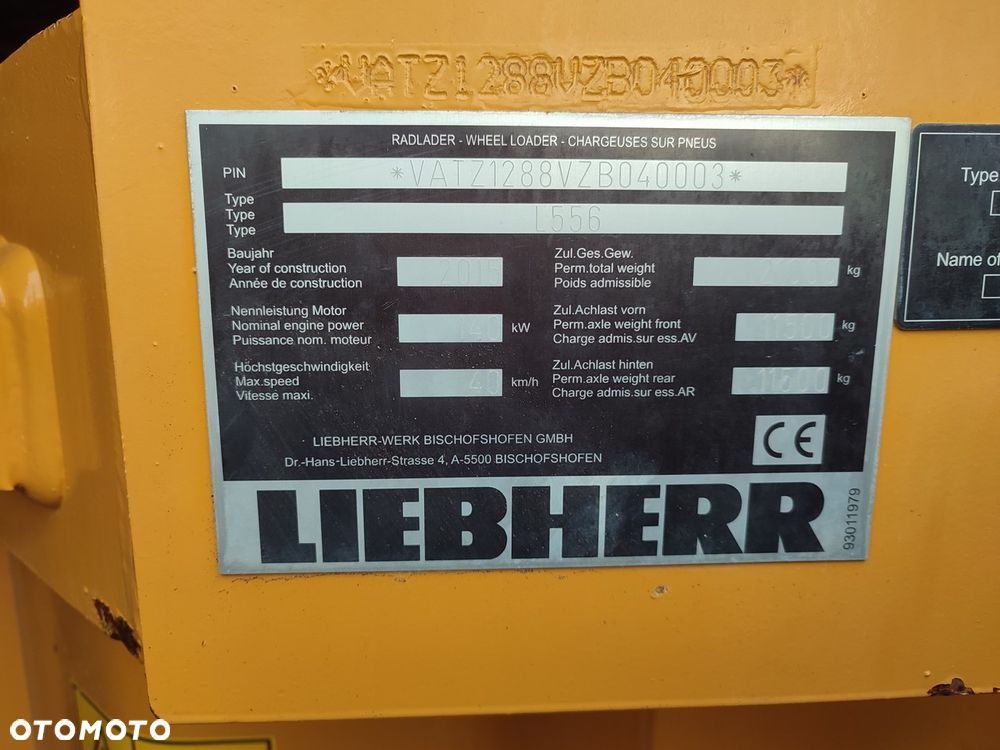 *VATZ1288VZB040003*
RADLADER - WHEEL LOADER - CHARGEUSES SUR PNEUS
PIN *VATZ1288VZB040003*
Type
Type
Type
L556
Baujahr
Year of construction
Année de construction
2015
Zul.Ges.Gew.
Perm.total weight
Poids admissible
kg
Nennleistung Motor
Nominal engine power
Puissance nom. moteur
kW
Zul.Achlast vorn
Perm.axle weight front
Charge admis.sur ess.AV
11500 kg
Höchstgeschwindigkeit
Max.speed
Vitesse maxi.
40 km/h
Zul.Achlast hinten
Perm.axle weight rear
Charge admis.sur ess.AR
11500 kg
LIEBHERR-WERK BISCHOFSHOFEN GMBH
Dr.-Hans-Liebherr-Strasse 4, A-5500 BISCHOFSHOFEN
CE
LIEBHERR
93011979
Type
Name of
OTOMOTO